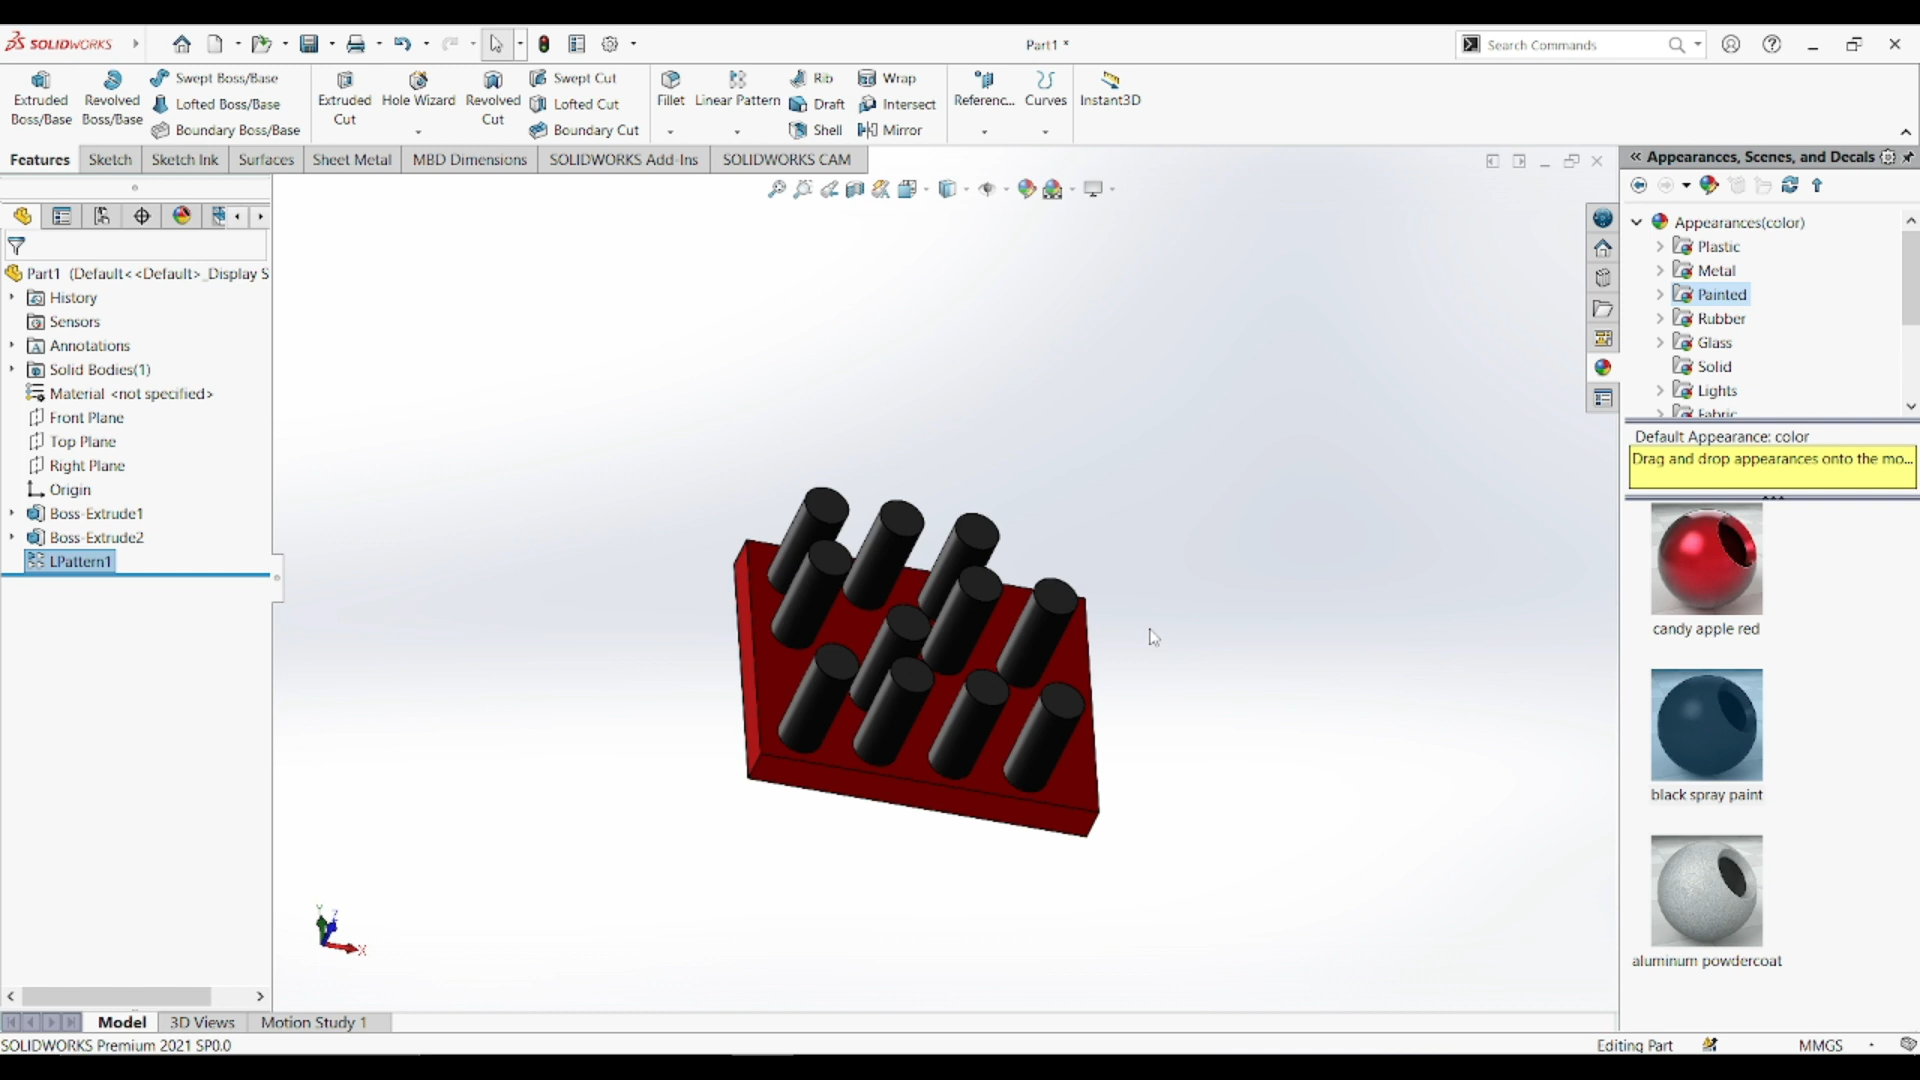 SOLIDWORKS
Part1 *
Search Commands
Extruded Boss/Base
Revolved Boss/Base
Swept Boss/Base
Lofted Boss/Base
Boundary Boss/Base
Extruded Cut
Hole Wizard
Revolved Cut
Swept Cut
Lofted Cut
Boundary Cut
Fillet
Linear Pattern
Rib
Draft
Shell
Wrap
Intersect
Mirror
Referenc...
Curves
Instant3D
Features
Sketch
Sketch Ink
Surfaces
Sheet Metal
MBD Dimensions
SOLIDWORKS Add-Ins
SOLIDWORKS CAM
Part1 (Default<<Default>_Display S
History
Sensors
Annotations
Solid Bodies(1)
Material <not specified>
Front Plane
Top Plane
Right Plane
Origin
Boss-Extrude1
Boss-Extrude2
LPattern1
Y
Z
X
Appearances, Scenes, and Decals
Appearances(color)
Plastic
Metal
Painted
Rubber
Glass
Solid
Lights
Fabric
Default Appearance: color
Drag and drop appearances onto the mo...
candy apple red
black spray paint
aluminum powdercoat
Model
3D Views
Motion Study 1
SOLIDWORKS Premium 2021 SP0.0
Editing Part
MMGS